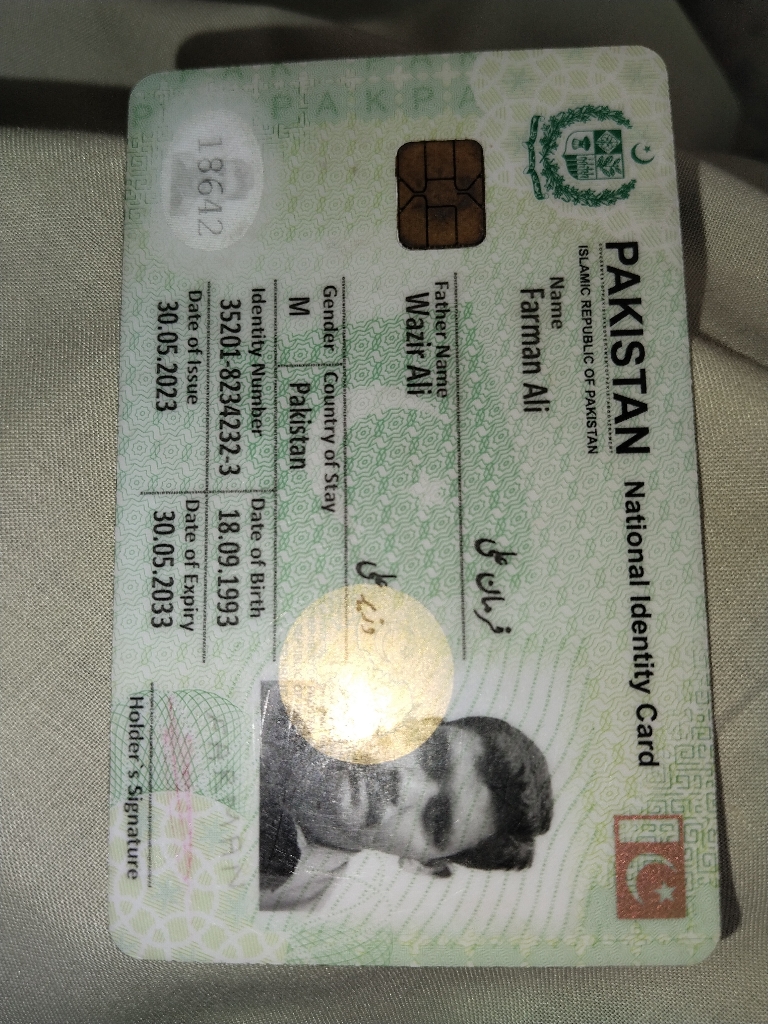 PAKPA
PAKISTAN National Identity Card
ISLAMIC REPUBLIC OF PAKISTAN
Name
Farman Ali
فرمان علی
Father Name
Wazir Ali
وزیر علی
Gender Country of Stay
M Pakistan
Identity Number Date of Birth
35201-8234232-3 18.09.1993
Date of Issue Date of Expiry
30.05.2023 30.05.2033
Holder's Signature
18642